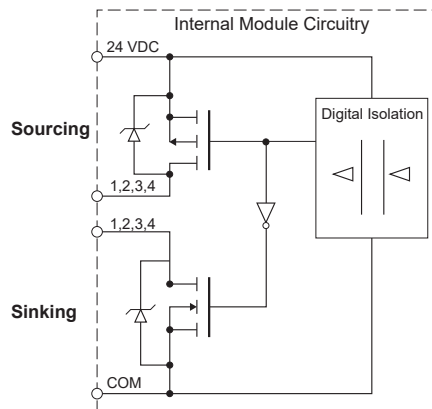 Internal Module Circuitry
24 VDC
Digital Isolation
Sourcing
1,2,3,4
1,2,3,4
Sinking
COM